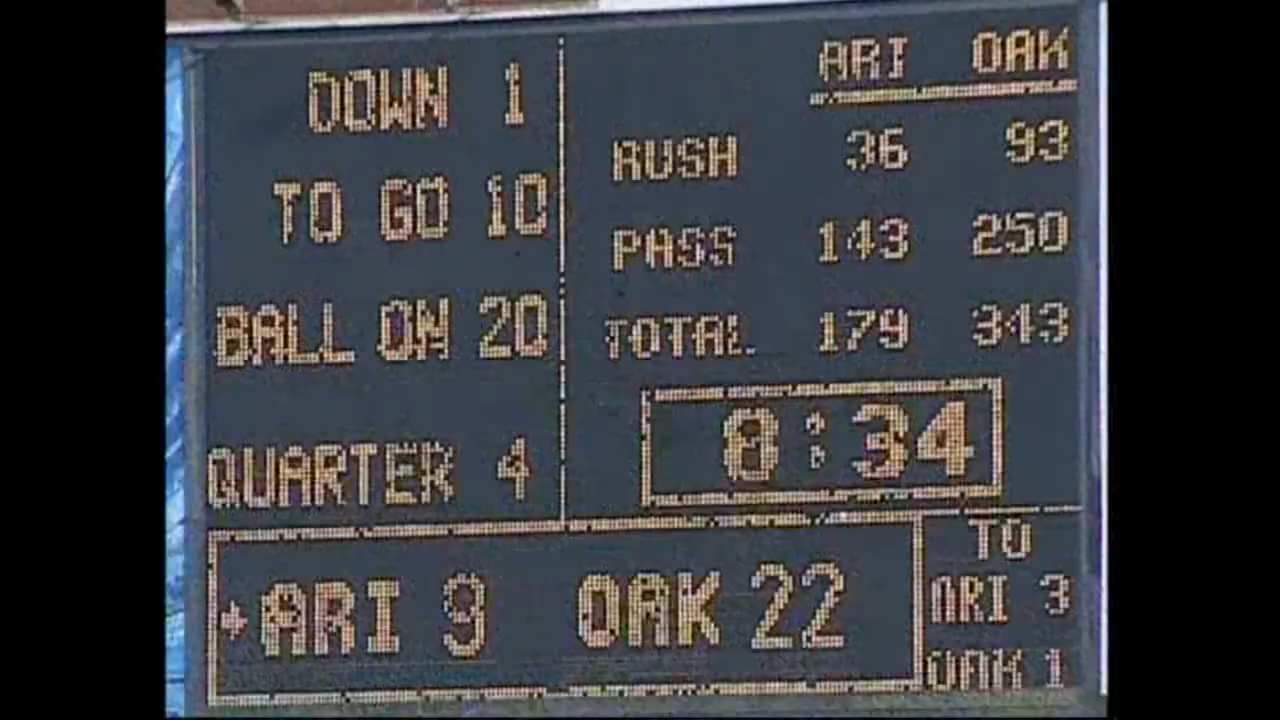 DOWN 1
TO GO 10
BALL ON 20
QUARTER 4
ARI OAK
RUSH 36 93
PASS 143 250
TOTAL 179 343
8:34
ARI 9 OAK 22
TO
ARI 3
OAK 1